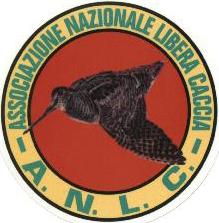 ASSOCIAZIONE NAZIONALE LIBERA CACCIA
- A. N. L. C. -